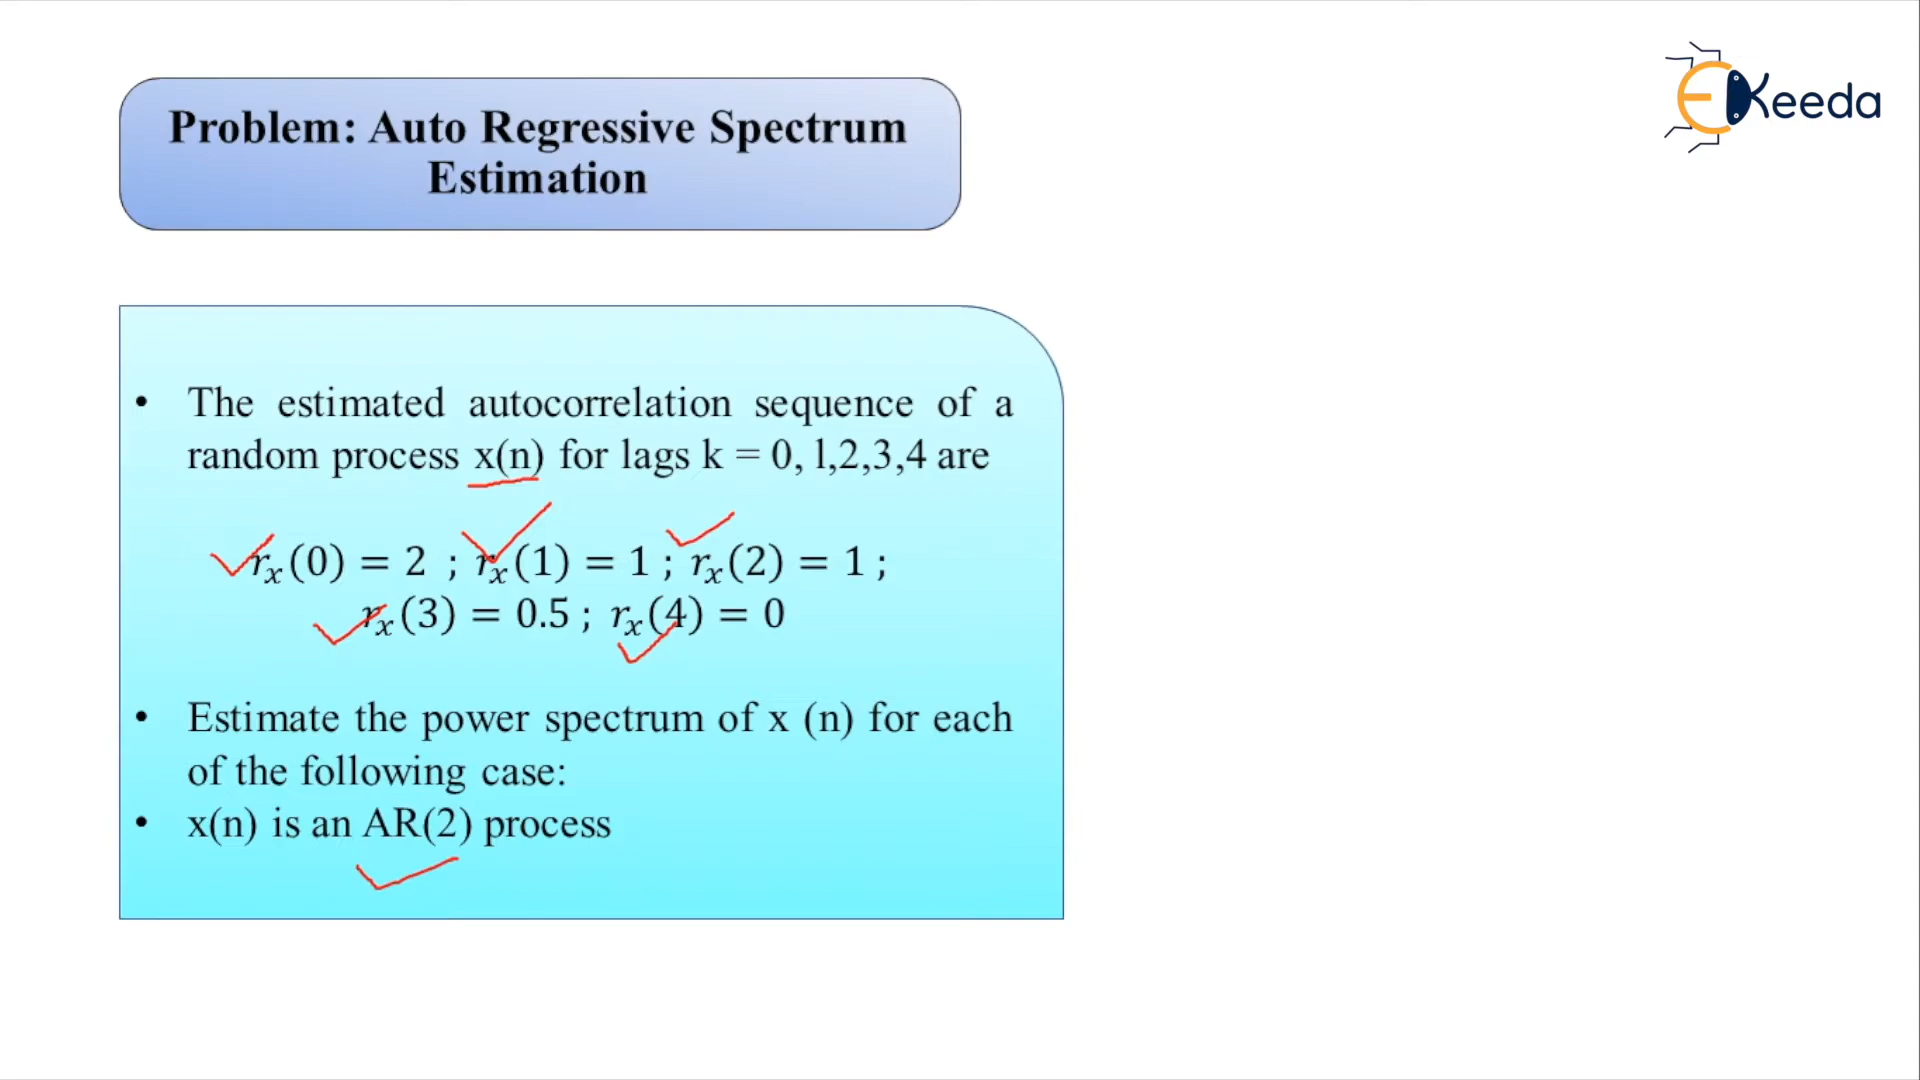 Problem: Auto Regressive Spectrum
Estimation
EKeeda
• The estimated autocorrelation sequence of a
random process x(n) for lags k = 0, 1,2,3,4 are
rₓ(0) = 2 ; rₓ(1) = 1 ; rₓ(2) = 1 ;
rₓ(3) = 0.5 ; rₓ(4) = 0
• Estimate the power spectrum of x (n) for each
of the following case:
• x(n) is an AR(2) process